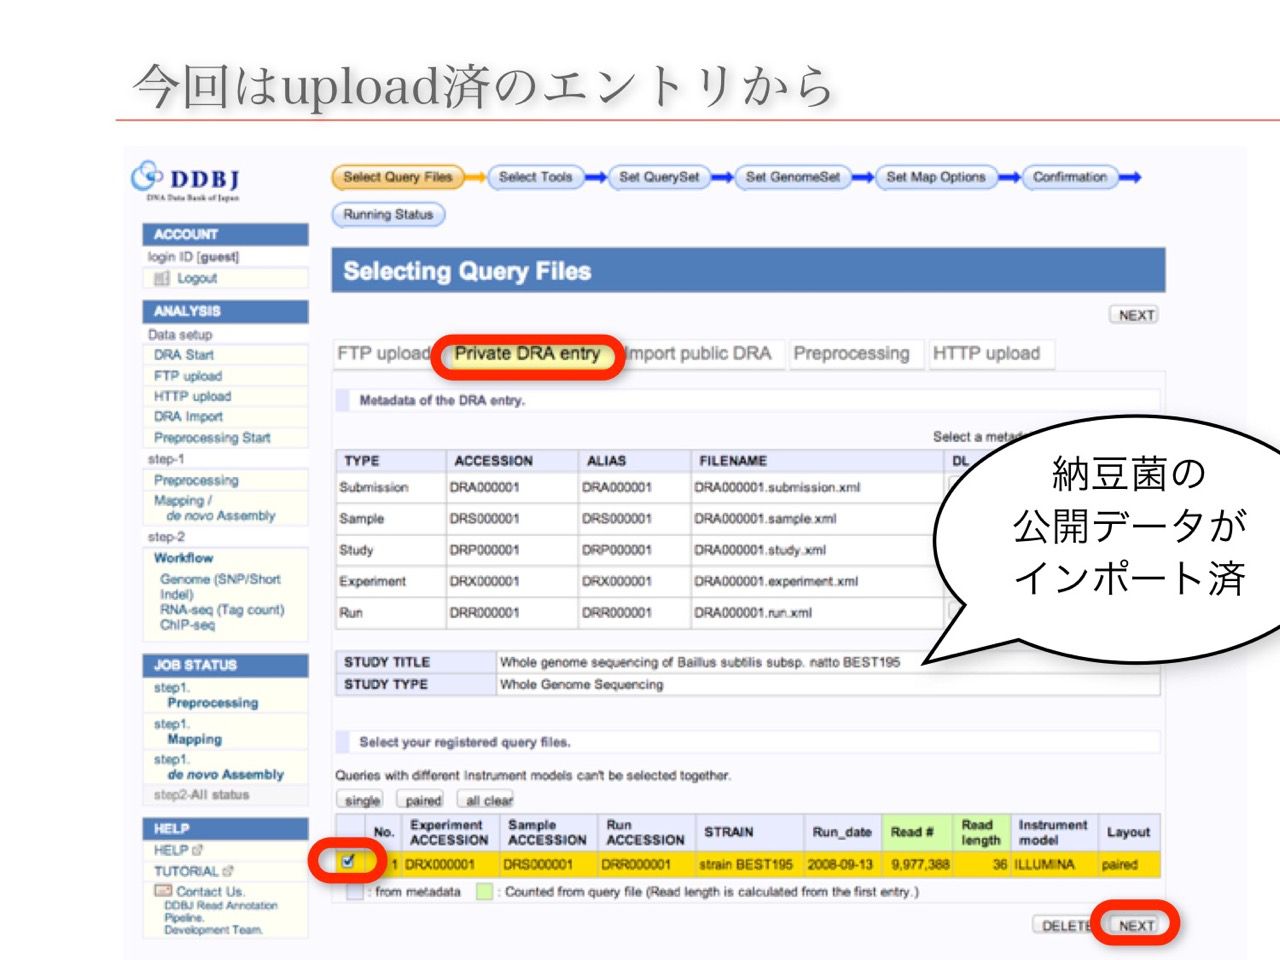 今回はupload済のエントリから
DDBJ
DNA Data Bank of Japan
Select Query Files
Select Tools
Set QuerySet
Set GenomeSet
Set Map Options
Confirmation
Running Status
ACCOUNT
login ID [guest]
Logout
ANALYSIS
Data setup
DRA Start
FTP upload
HTTP upload
DRA Import
Preprocessing Start
step-1
Preprocessing
Mapping /
de novo Assembly
step-2
Workflow
Genome (SNP/Short
Indel)
RNA-seq (Tag count)
ChIP-seq
JOB STATUS
step1.
Preprocessing
step1.
Mapping
step1.
de novo Assembly
step2-All status
HELP
HELP
TUTORIAL
Contact Us.
DDBJ Read Annotation
Pipeline.
Development Team.
Selecting Query Files
NEXT
FTP upload Private DRA entry Import public DRA Preprocessing HTTP upload
Metadata of the DRA entry.
Select a
TYPE ACCESSION ALIAS FILENAME DL
Submission DRA000001 DRA000001 DRA000001.submission.xml
Sample DRS000001 DRS000001 DRA000001.sample.xml
Study DRP000001 DRP000001 DRA000001.study.xml
Experiment DRX000001 DRX000001 DRA000001.experiment.xml
Run DRR000001 DRR000001 DRA000001.run.xml
納豆菌の
公開データが
インポート済
STUDY TITLE Whole genome sequencing of Baillus subtilis subsp. natto BEST195
STUDY TYPE Whole Genome Sequencing
Select your registered query files.
Queries with different Instrument models can't be selected together.
single paired all clear
No. Experiment ACCESSION Sample ACCESSION Run ACCESSION STRAIN Run_date Read # Read length Instrument model Layout
1 DRX000001 DRS000001 DRR000001 strain BEST195 2008-09-13 9,977,388 36 ILLUMINA paired
: from metadata : Counted from query file (Read length is calculated from the first entry.)
DELETE NEXT